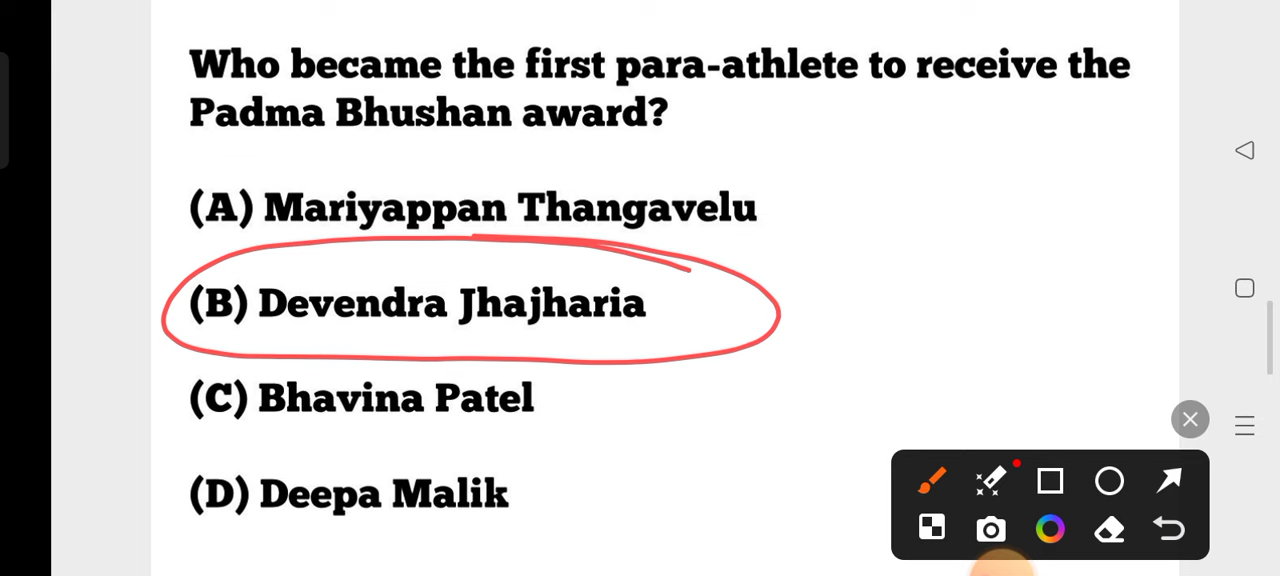 Who became the first para-athlete to receive the
Padma Bhushan award?
(A) Mariyappan Thangavelu
(B) Devendra Jhajharia
(C) Bhavina Patel
(D) Deepa Malik